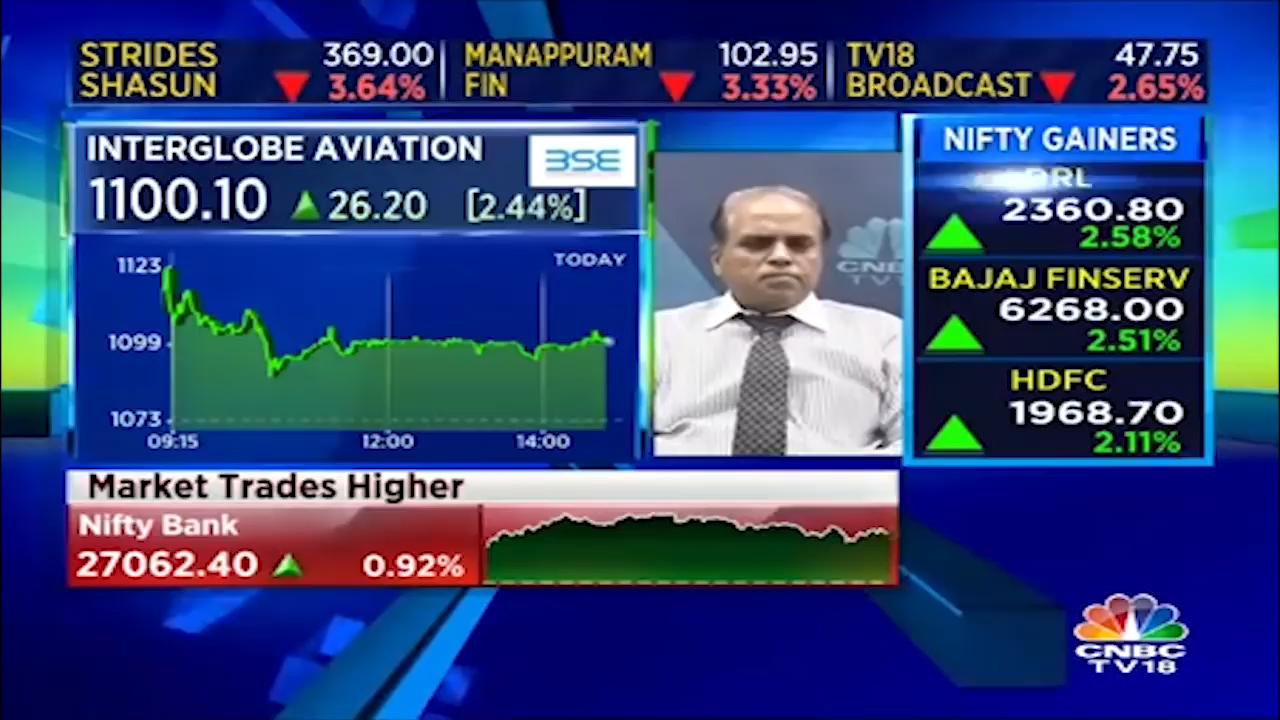 STRIDES 369.00
SHASUN 3.64%
MANAPPURAM 102.95
FIN 3.33%
TV18 47.75
BROADCAST 2.65%
INTERGLOBE AVIATION
BSE
1100.10 26.20 [2.44%]
TODAY
1123
1099
1073
09:15 12:00 14:00
CNBC
NIFTY GAINERS
2360.80
2.58%
BAJAJ FINSERV
6268.00
2.51%
HDFC
1968.70
2.11%
Market Trades Higher
Nifty Bank
27062.40 0.92%
CNBC
TV18